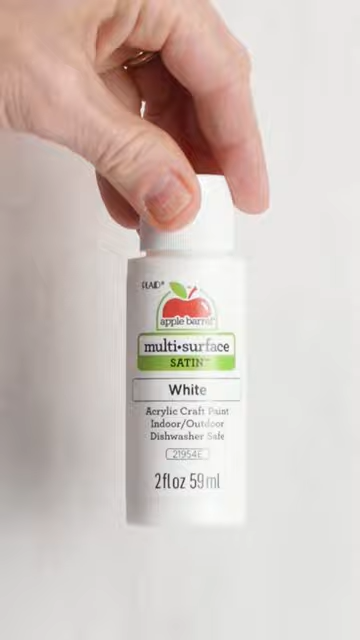 PLAID®
apple barrel
multi•surface
SATIN™
White
Acrylic Craft Paint
Indoor/Outdoor
Dishwasher Safe
21954E
2 fl oz 59 ml